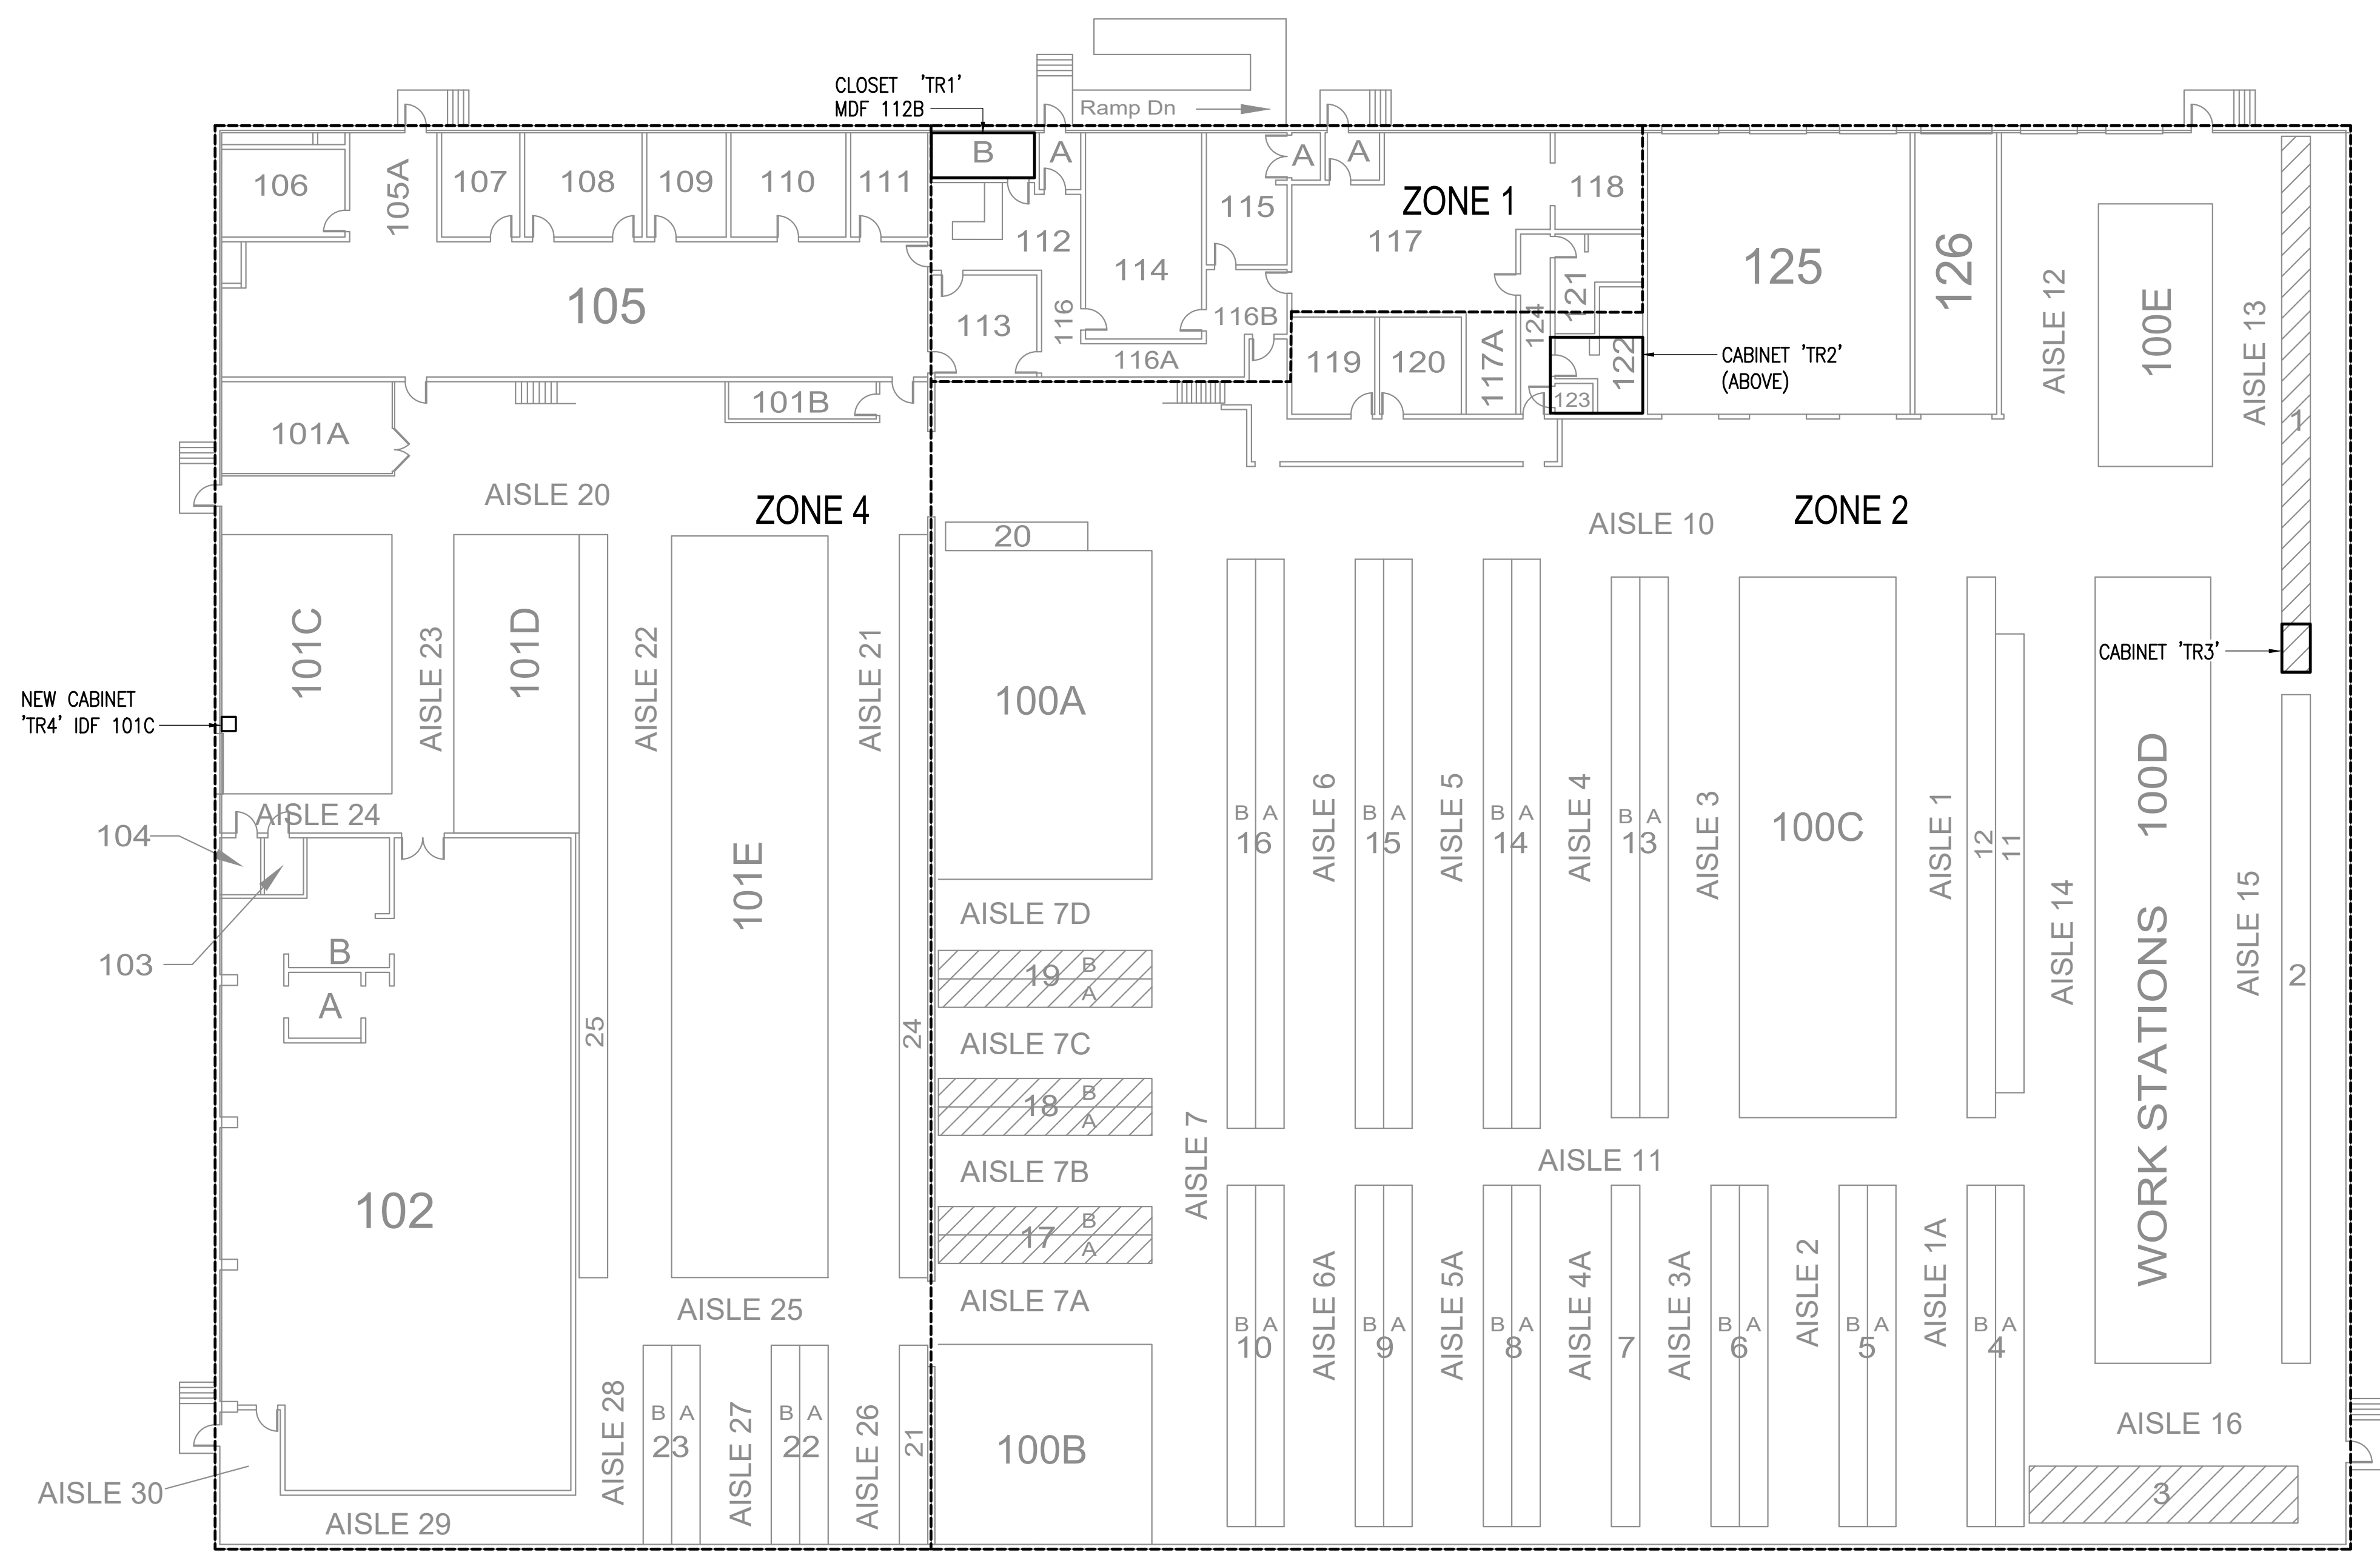 CLOSET 'TR1'
MDF 112B
Ramp Dn
106
105A
107
108
109
110
111
B
A
A
A
115
ZONE 1
118
112
117
114
125
126
AISLE 12
100E
AISLE 13
1
105
113
116
116B
116A
124
121
119
120
117A
122
123
CABINET 'TR2'
(ABOVE)
101A
101B
AISLE 20
ZONE 4
AISLE 10
ZONE 2
20
101C
AISLE 23
101D
AISLE 22
AISLE 21
100A
NEW CABINET
'TR4' IDF 101C
CABINET 'TR3'
AISLE 24
104
103
B
A
101E
25
24
AISLE 7D
19
B
A
AISLE 7C
18
B
A
AISLE 7B
17
B
A
AISLE 7A
AISLE 7
B A
16
AISLE 6
B A
15
AISLE 5
B A
14
AISLE 4
B A
13
AISLE 3
100C
AISLE 1
12
11
AISLE 14
WORK STATIONS 100D
AISLE 15
2
102
AISLE 11
AISLE 25
B A
10
AISLE 6A
B A
9
AISLE 5A
B A
8
AISLE 4A
7
AISLE 3A
B A
6
AISLE 2
B A
5
AISLE 1A
B A
4
AISLE 28
B A
23
AISLE 27
B A
22
AISLE 26
21
100B
AISLE 16
3
AISLE 30
AISLE 29